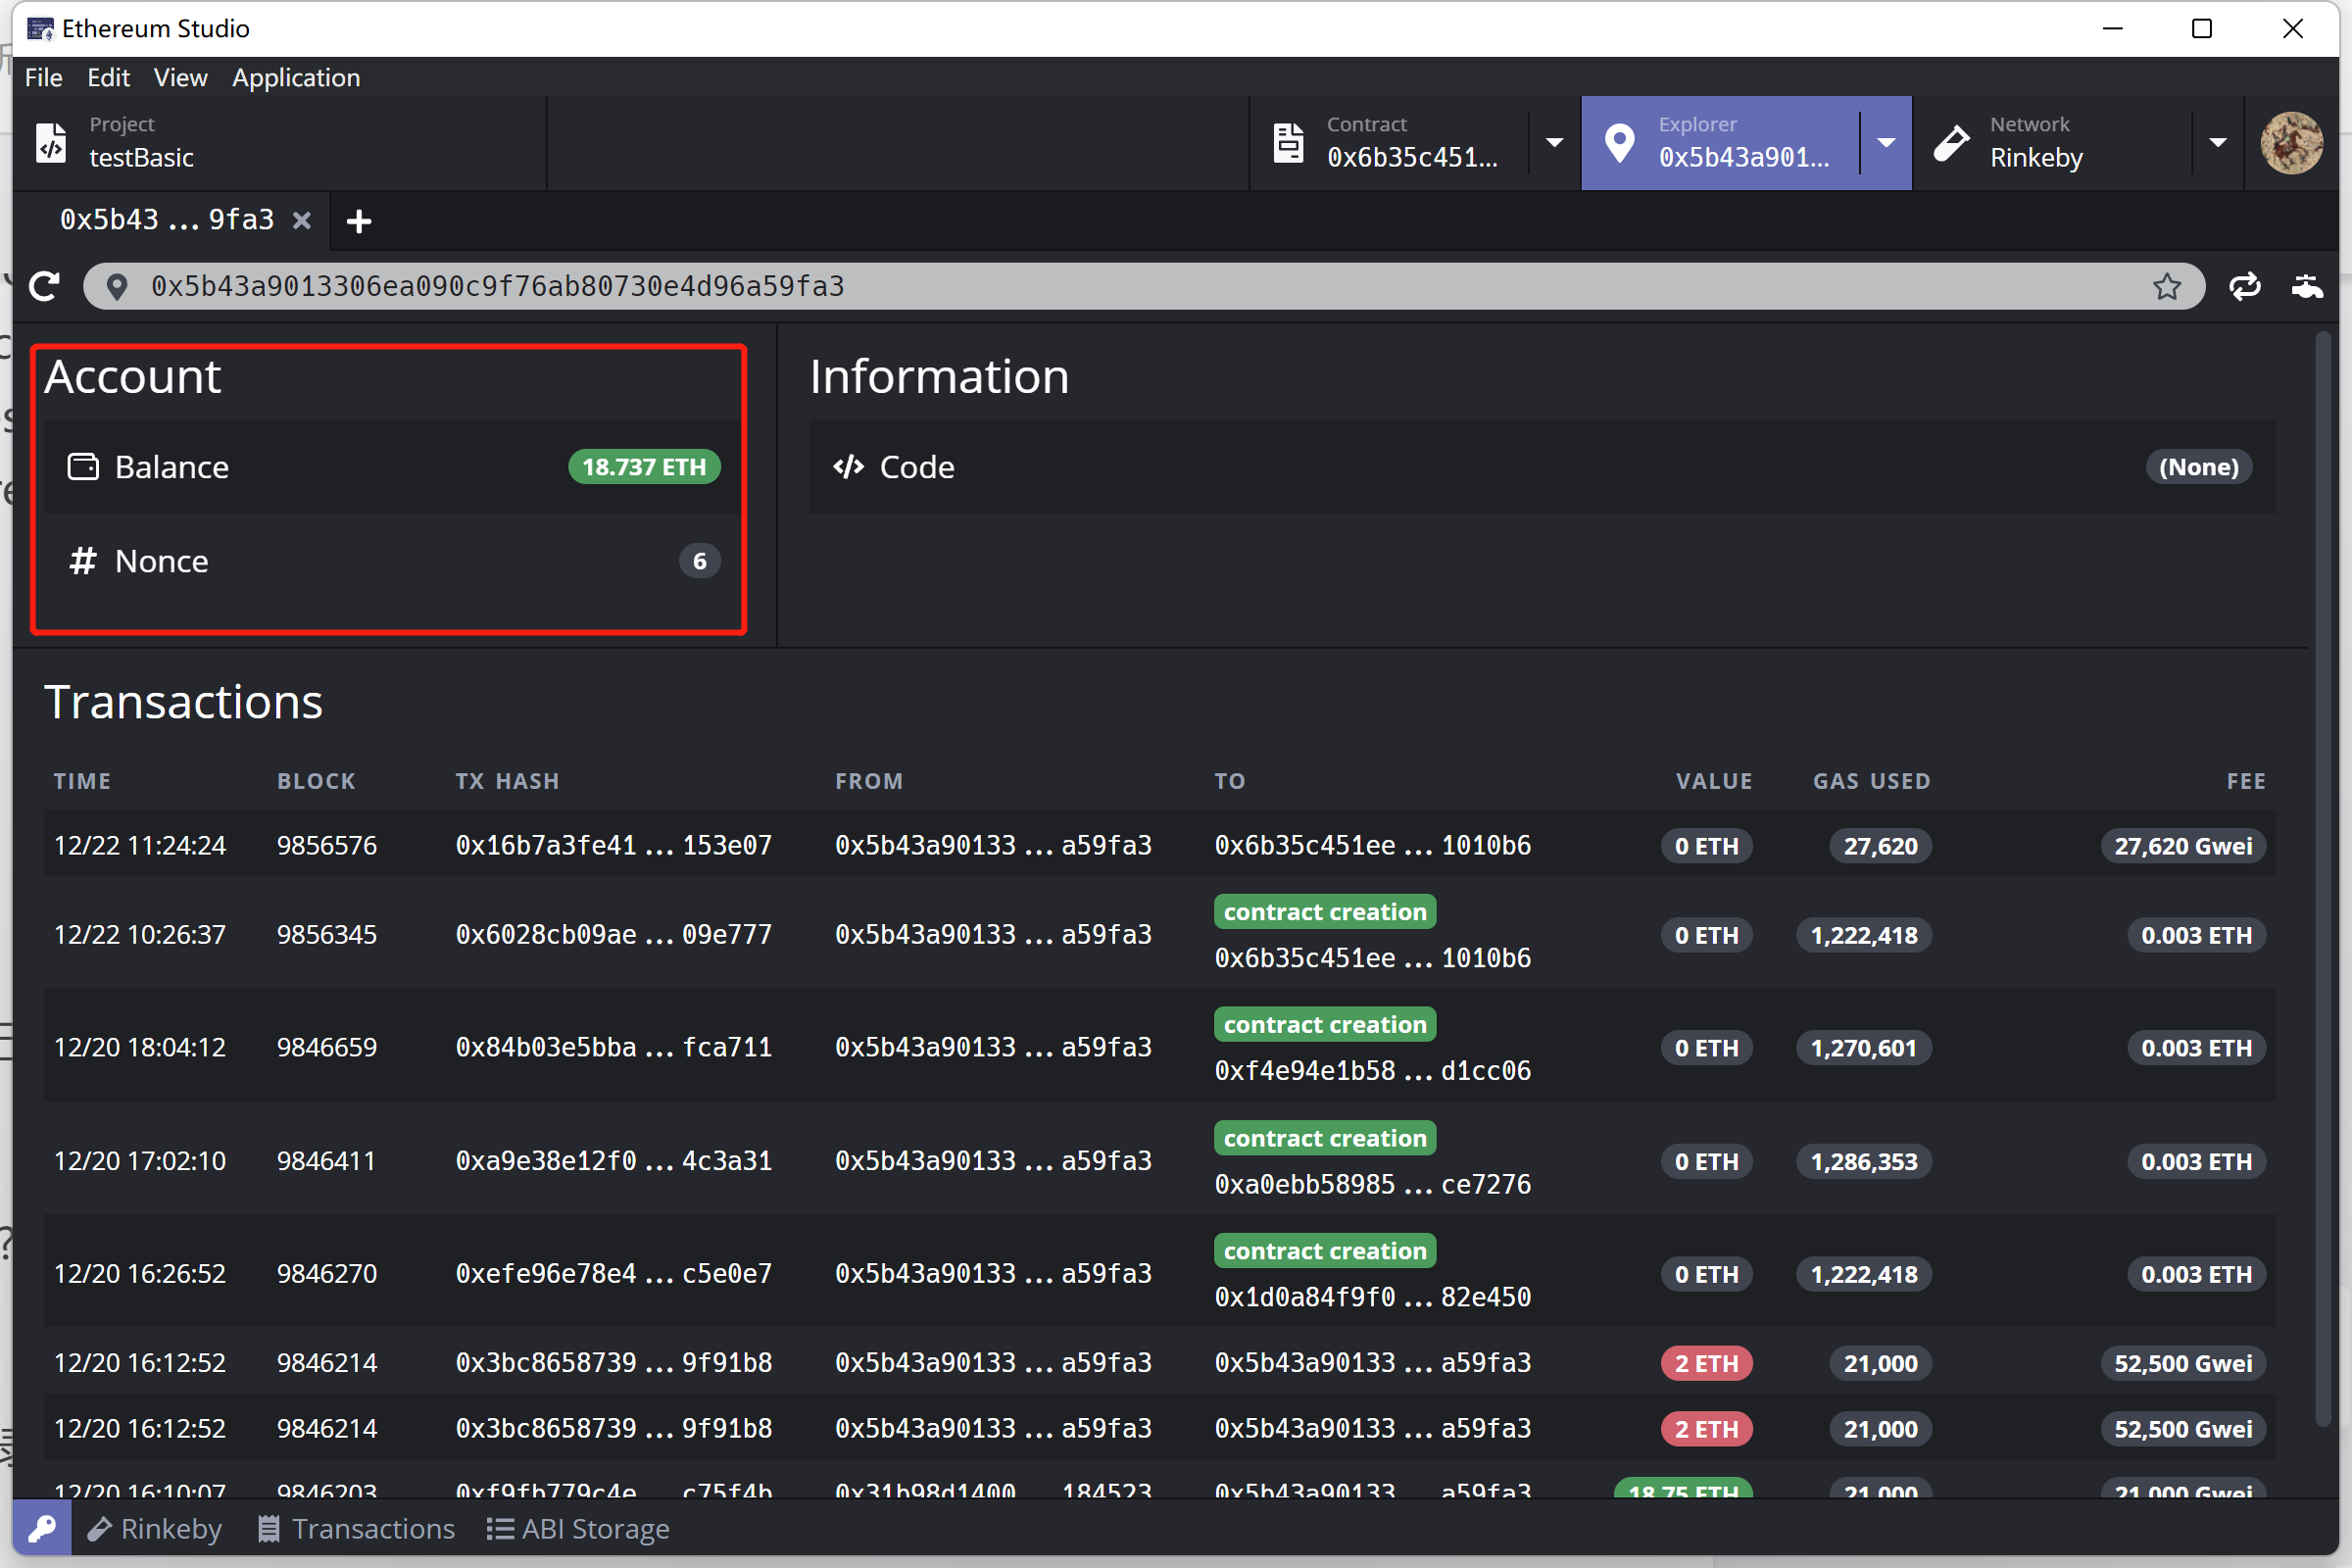 Ethereum Studio
File Edit View Application
Project
testBasic
Contract
0x6b35c451...
Explorer
0x5b43a901...
Network
Rinkeby
0x5b43 ... 9fa3
0x5b43a9013306ea090c9f76ab80730e4d96a59fa3
Account
Balance 18.737 ETH
# Nonce 6
Information
Code (None)
Transactions
TIME BLOCK TX HASH FROM TO VALUE GAS USED FEE
12/22 11:24:24 9856576 0x16b7a3fe41 ... 153e07 0x5b43a90133 ... a59fa3 0x6b35c451ee ... 1010b6 0 ETH 27,620 27,620 Gwei
contract creation
12/22 10:26:37 9856345 0x6028cb09ae ... 09e777 0x5b43a90133 ... a59fa3 0x6b35c451ee ... 1010b6 0 ETH 1,222,418 0.003 ETH
contract creation
12/20 18:04:12 9846659 0x84b03e5bba ... fca711 0x5b43a90133 ... a59fa3 0xf4e94e1b58 ... d1cc06 0 ETH 1,270,601 0.003 ETH
contract creation
12/20 17:02:10 9846411 0xa9e38e12f0 ... 4c3a31 0x5b43a90133 ... a59fa3 0xa0ebb58985 ... ce7276 0 ETH 1,286,353 0.003 ETH
contract creation
12/20 16:26:52 9846270 0xefe96e78e4 ... c5e0e7 0x5b43a90133 ... a59fa3 0x1d0a84f9f0 ... 82e450 0 ETH 1,222,418 0.003 ETH
12/20 16:12:52 9846214 0x3bc8658739 ... 9f91b8 0x5b43a90133 ... a59fa3 0x5b43a90133 ... a59fa3 2 ETH 21,000 52,500 Gwei
12/20 16:12:52 9846214 0x3bc8658739 ... 9f91b8 0x5b43a90133 ... a59fa3 0x5b43a90133 ... a59fa3 2 ETH 21,000 52,500 Gwei
12/20 16:10:07 9846203 0xf9fb779c4e ... c75f4b 0x31b98d1400 ... 184523 0x5b43a90133 ... a59fa3 18.75 ETH 21,000 21,000 Gwei
Rinkeby Transactions ABI Storage